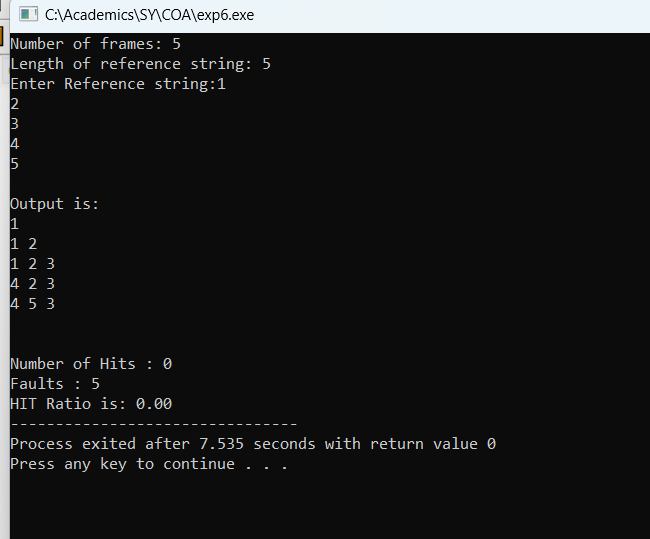 C:\Academics\SY\COA\exp6.exe
Number of frames: 5
Length of reference string: 5
Enter Reference string:1
2
3
4
5
Output is:
1
1 2
1 2 3
4 2 3
4 5 3
Number of Hits : 0
Faults : 5
HIT Ratio is: 0.00
--------------------------------
Process exited after 7.535 seconds with return value 0
Press any key to continue . . .